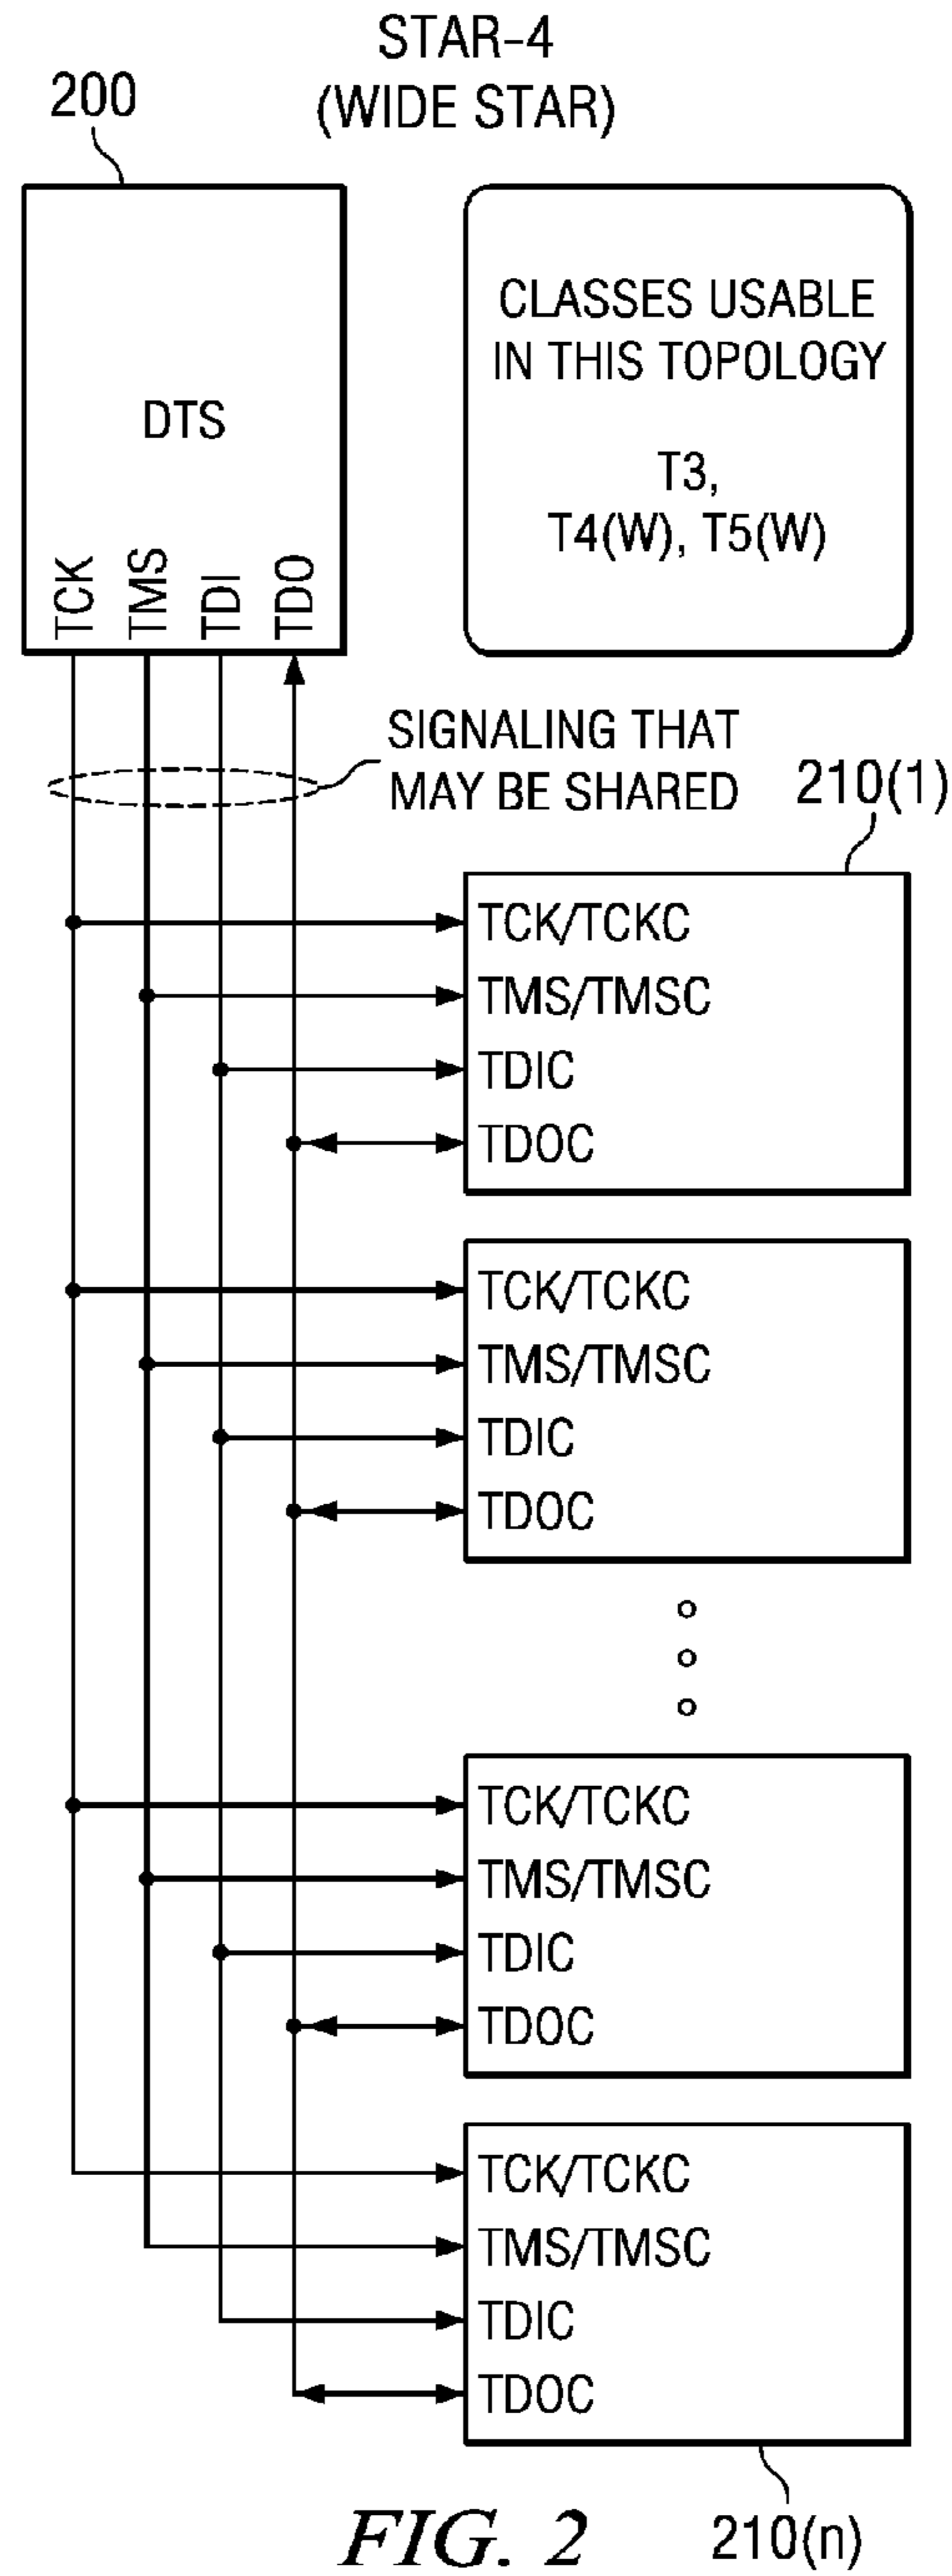 STAR-4
(WIDE STAR)
200
DTS
TCK
TMS
TDI
TDO
CLASSES USABLE
IN THIS TOPOLOGY
T3,
T4(W), T5(W)
SIGNALING THAT
MAY BE SHARED
210(1)
TCK/TCKC
TMS/TMSC
TDIC
TDOC
TCK/TCKC
TMS/TMSC
TDIC
TDOC
TCK/TCKC
TMS/TMSC
TDIC
TDOC
TCK/TCKC
TMS/TMSC
TDIC
TDOC
210(n)
FIG. 2